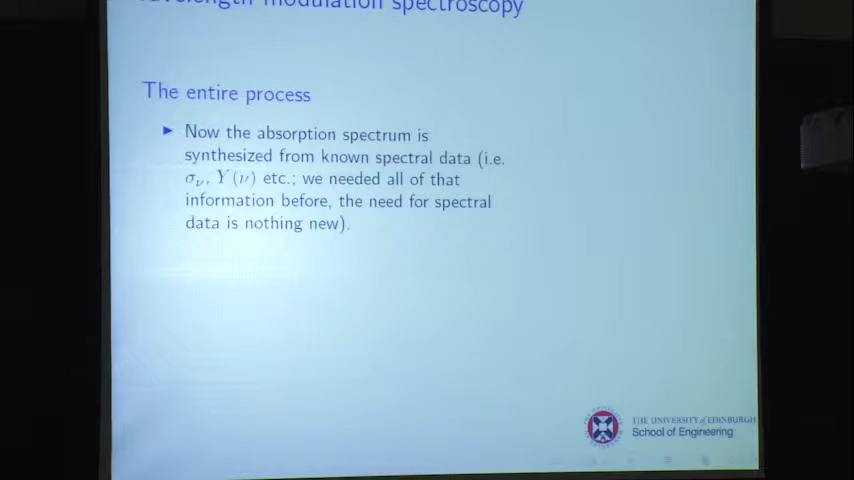 wavelength modulation spectroscopy
The entire process
▶ Now the absorption spectrum is
synthesized from known spectral data (i.e.
σν, Y(ν) etc.; we needed all of that
information before, the need for spectral
data is nothing new).
THE UNIVERSITY of EDINBURGH
School of Engineering